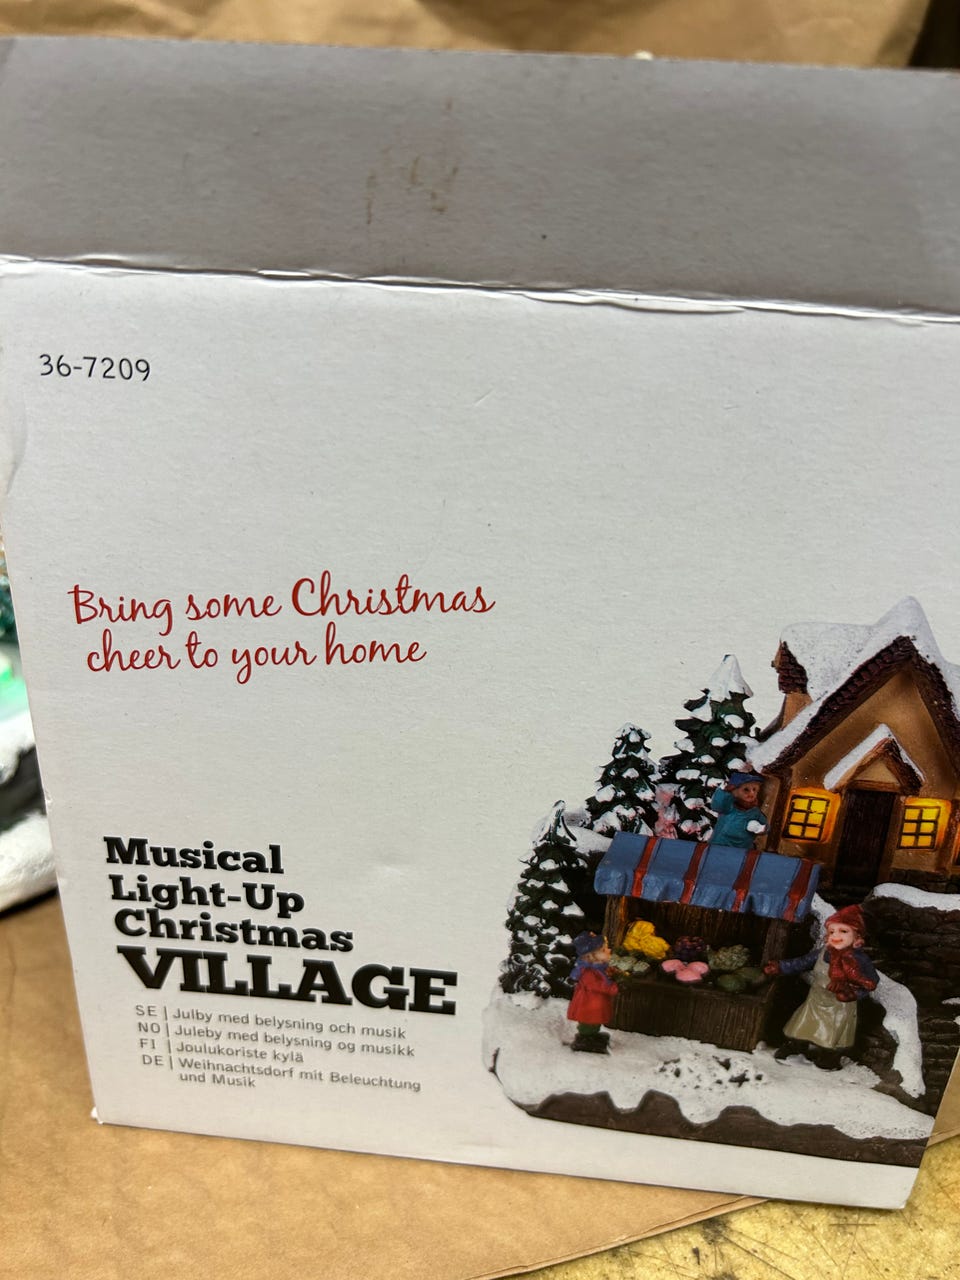 36-7209
Bring some Christmas
cheer to your home
Musical
Light-Up
Christmas
VILLAGE
SE | Julby med belysning och musik
NO | Juleby med belysning og musikk
FI | Joulukoriste kylä
DE | Weihnachtsdorf mit Beleuchtung
und Musik